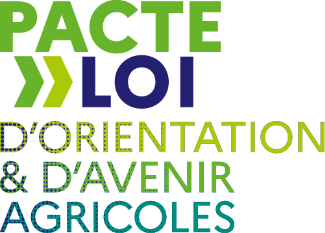 PACTE
LOI
D'ORIENTATION
& D'AVENIR
AGRICOLES